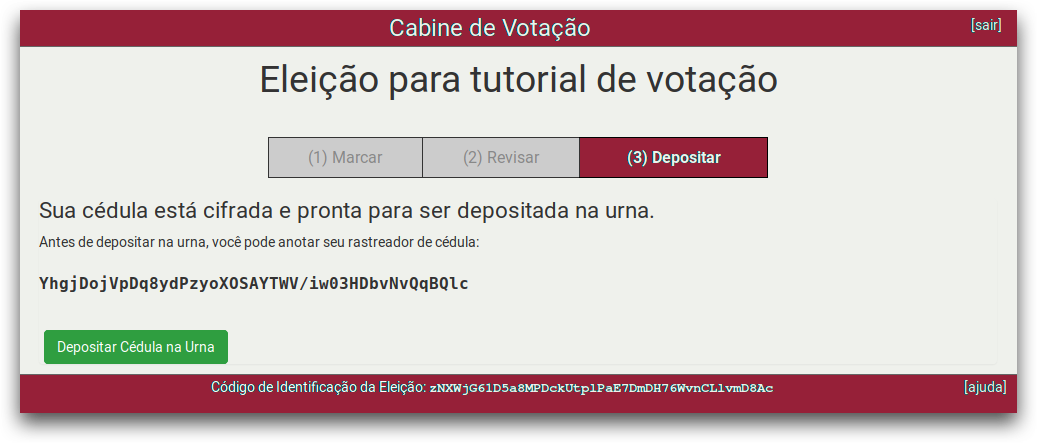 Cabine de Votação [sair]
Eleição para tutorial de votação
(1) Marcar (2) Revisar (3) Depositar
Sua cédula está cifrada e pronta para ser depositada na urna.
Antes de depositar na urna, você pode anotar seu rastreador de cédula:
YhgjDojVpDq8ydPzyoXOSAYTWV/iw03HDbvNvQqBQlc
Depositar Cédula na Urna
Código de Identificação da Eleição: zNXWjG61D5a8MPDckUtplPaE7DmDH76WvnCLlvmD8Ac [ajuda]